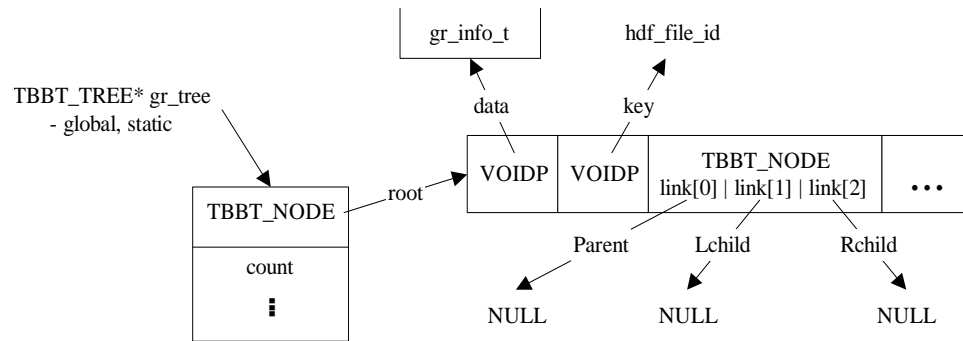 gr_info_t
hdf_file_id
TBBT_TREE* gr_tree
- global, static
data
key
VOIDP
VOIDP
TBBT_NODE
link[0] | link[1] | link[2]
...
root
TBBT_NODE
count
Parent
Lchild
Rchild
NULL
NULL
NULL